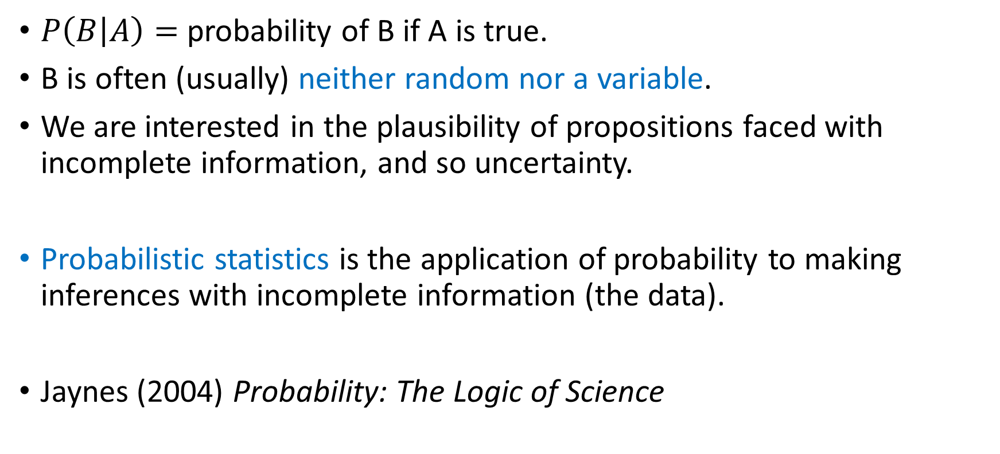 • P(B|A) = probability of B if A is true.
• B is often (usually) neither random nor a variable.
• We are interested in the plausibility of propositions faced with
incomplete information, and so uncertainty.
• Probabilistic statistics is the application of probability to making
inferences with incomplete information (the data).
• Jaynes (2004) Probability: The Logic of Science